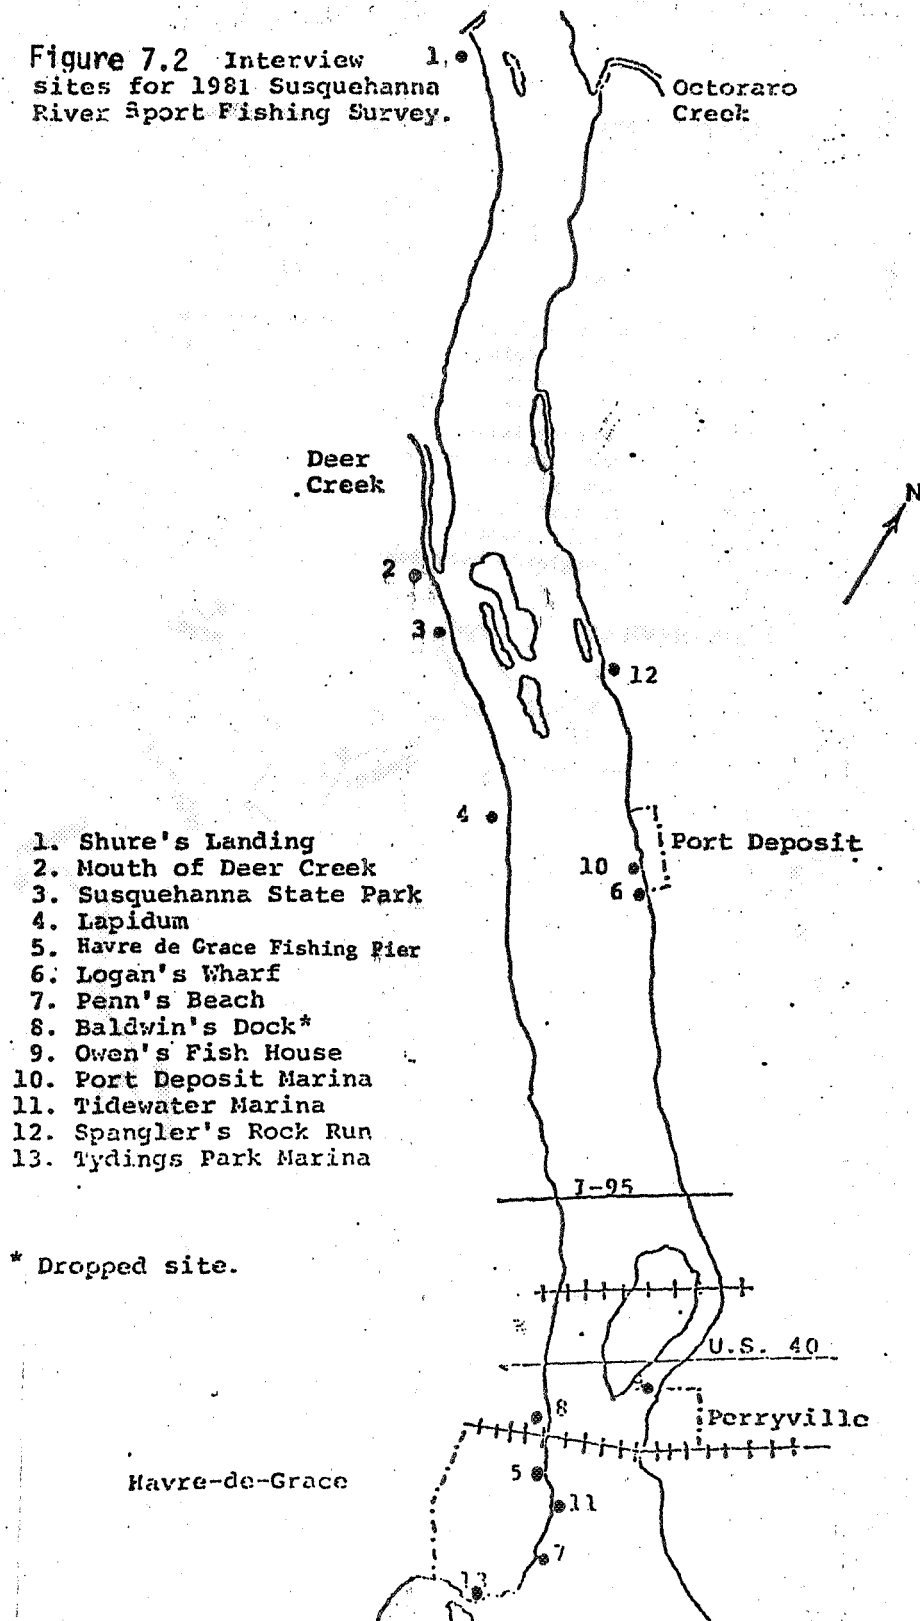 Figure 7.2 Interview
sites for 1981 Susquehanna
River Sport Fishing Survey.
1.
Octoraro
Creek
N
Deer
Creek
2
3
12
4
Port Deposit
10
6
1. Shure's Landing
2. Mouth of Deer Creek
3. Susquehanna State Park
4. Lapidum
5. Havre de Grace Fishing Pier
6. Logan's Wharf
7. Penn's Beach
8. Baldwin's Dock*
9. Owen's Fish House
10. Port Deposit Marina
11. Tidewater Marina
12. Spangler's Rock Run
13. Tydings Park Marina
I-95
* Dropped site.
U.S. 40
8
Perryville
5
Havre-de-Grace
11
7
13